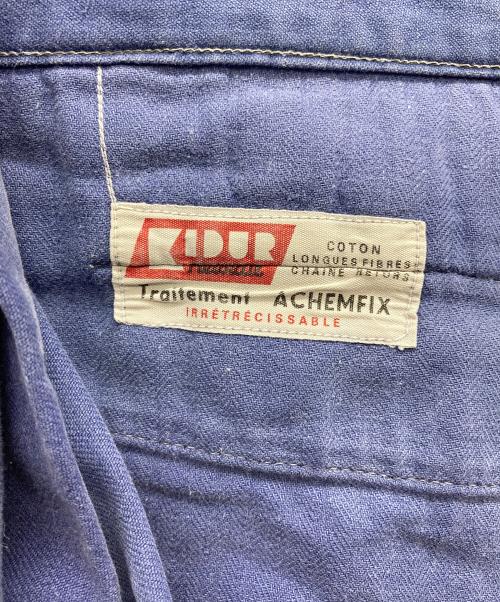 KIDUR
COTON
LONGUES FIBRES
CHAINE RETORS
Traitement ACHEMFIX
IRRÉTRÉCISSABLE